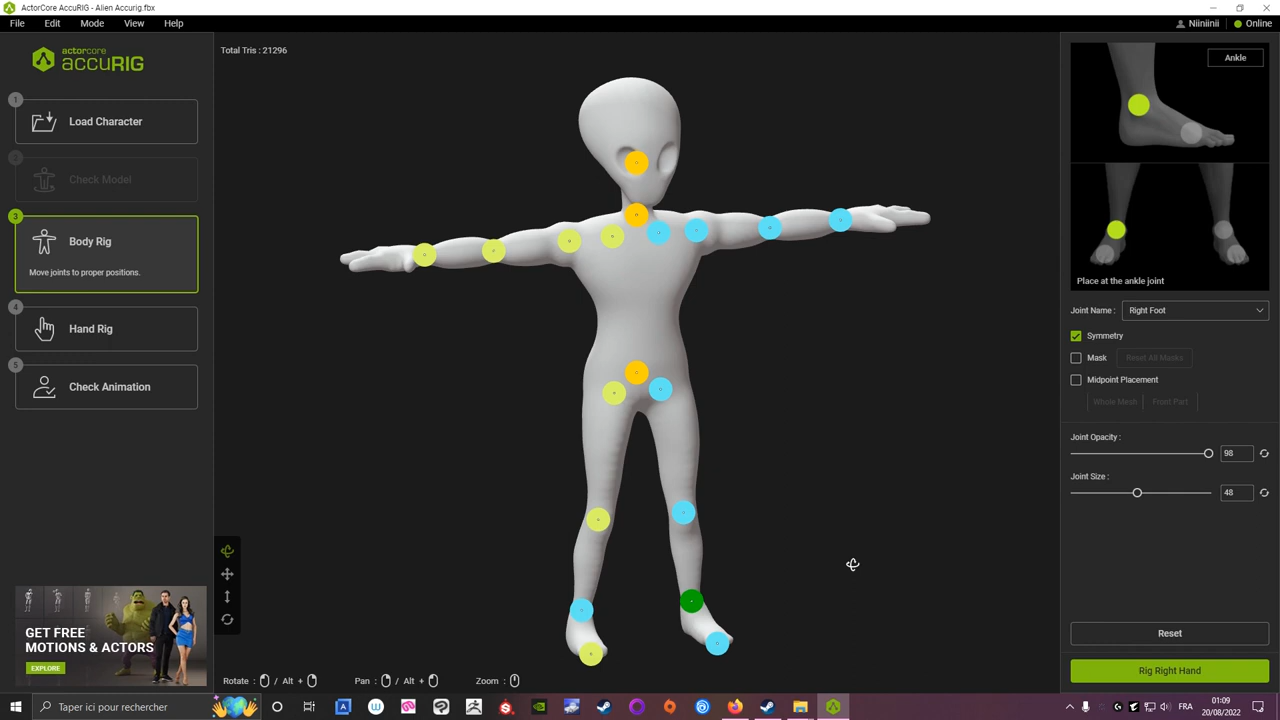 ActorCore AccuRIG - Alien Accurig.fbx
File Edit Mode View Help
Niiniinii Online
actorcore
accuRIG
Total Tris : 21296
1
Load Character
2
Check Model
3
Body Rig
Move joints to proper positions.
4
Hand Rig
5
Check Animation
GET FREE
MOTIONS & ACTORS
EXPLORE
Rotate : / Alt + Pan : / Alt + Zoom :
Ankle
Place at the ankle joint
Joint Name : Right Foot
Symmetry
Mask Reset All Masks
Midpoint Placement
Whole Mesh Front Part
Joint Opacity :
98
Joint Size :
48
Reset
Rig Right Hand
Taper ici pour rechercher
FRA
01:09
20/08/2022